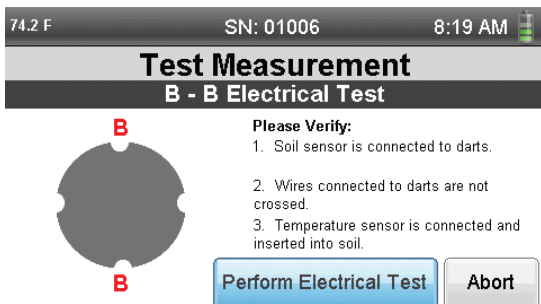 74.2 F SN: 01006 8:19 AM
Test Measurement
B - B Electrical Test
B
Please Verify:
1. Soil sensor is connected to darts.
2. Wires connected to darts are not
crossed.
3. Temperature sensor is connected and
inserted into soil.
B
Perform Electrical Test Abort